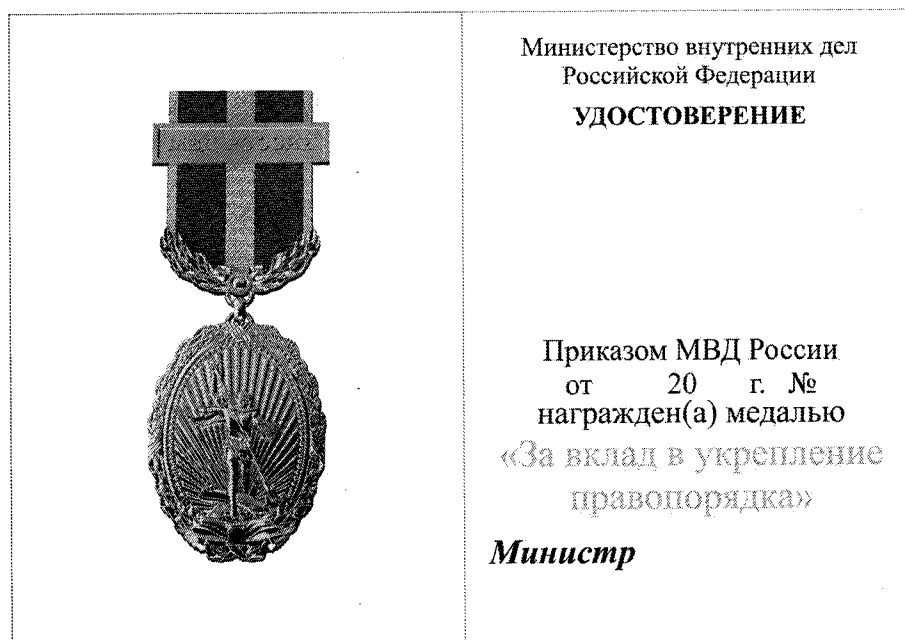 Министерство внутренних дел
Российской Федерации
УДОСТОВЕРЕНИЕ
Приказом МВД России
от 20 г. №
награжден(а) медалью
«За вклад в укрепление
правопорядка»
Министр